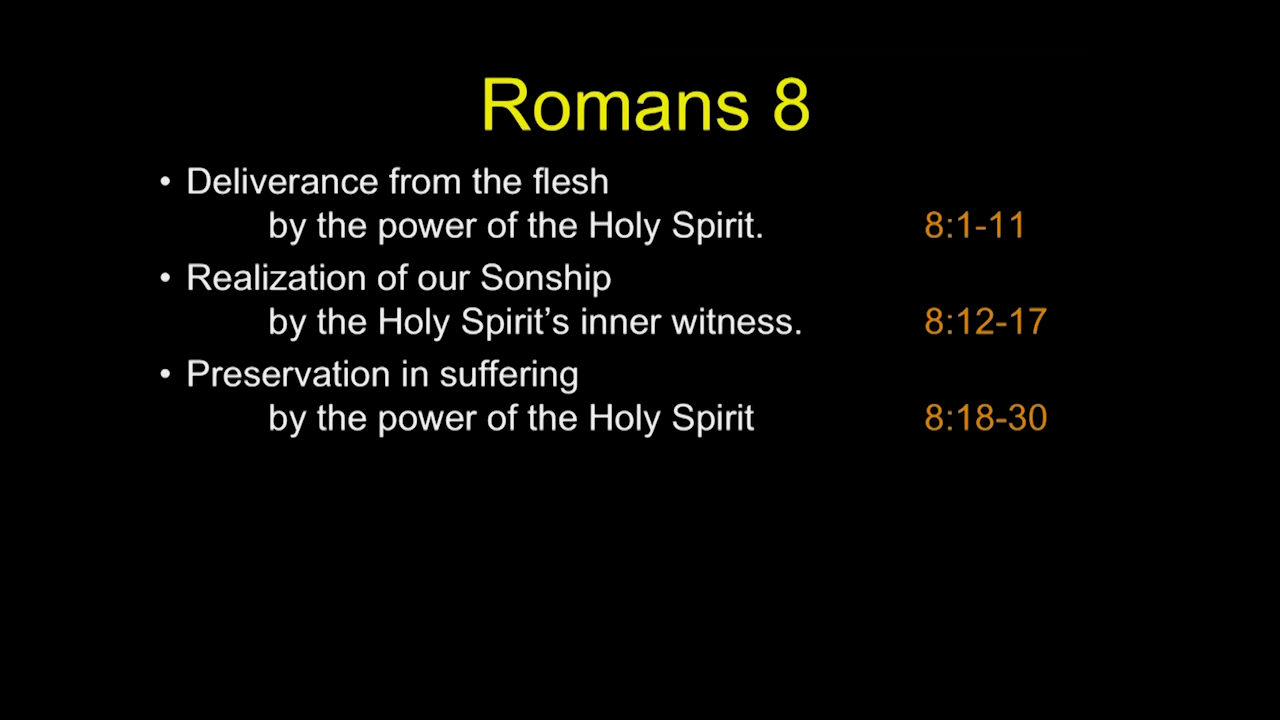 Romans 8
• Deliverance from the flesh
by the power of the Holy Spirit. 8:1-11
• Realization of our Sonship
by the Holy Spirit’s inner witness. 8:12-17
• Preservation in suffering
by the power of the Holy Spirit 8:18-30